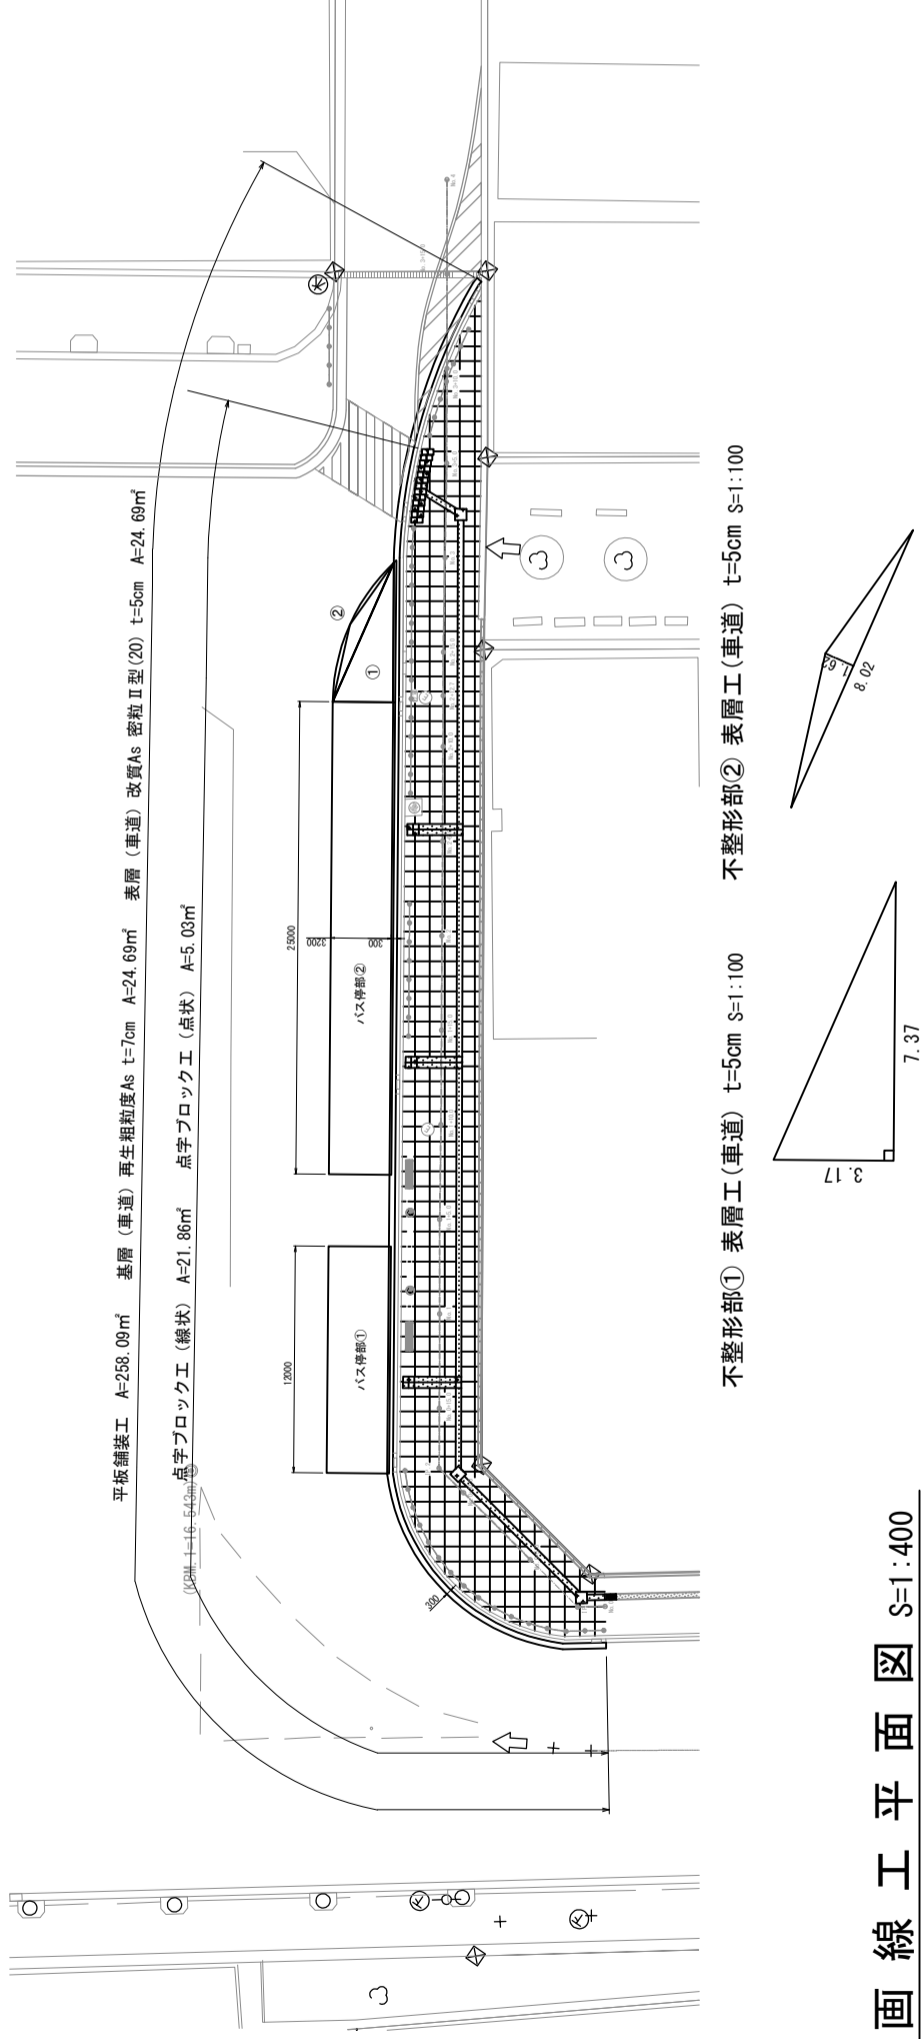 平板舗装工 A=258.09㎡ 基層（車道）再生粗粒度As t=7cm A=24.69㎡ 表層（車道）改質As 密粒Ⅱ型(20) t=5cm A=24.69㎡
点字ブロック工（線状） A=21.86㎡ 点字ブロック工（点状） A=5.03㎡
(KBM.1=16.543m)
12000
25000
3200
300
バス停部①
バス停部②
①
②
300
不整形部① 表層工(車道) t=5cm S=1:100
3.17
7.37
不整形部② 表層工(車道) t=5cm S=1:100
1.62
8.02
画線工平面図 S=1:400